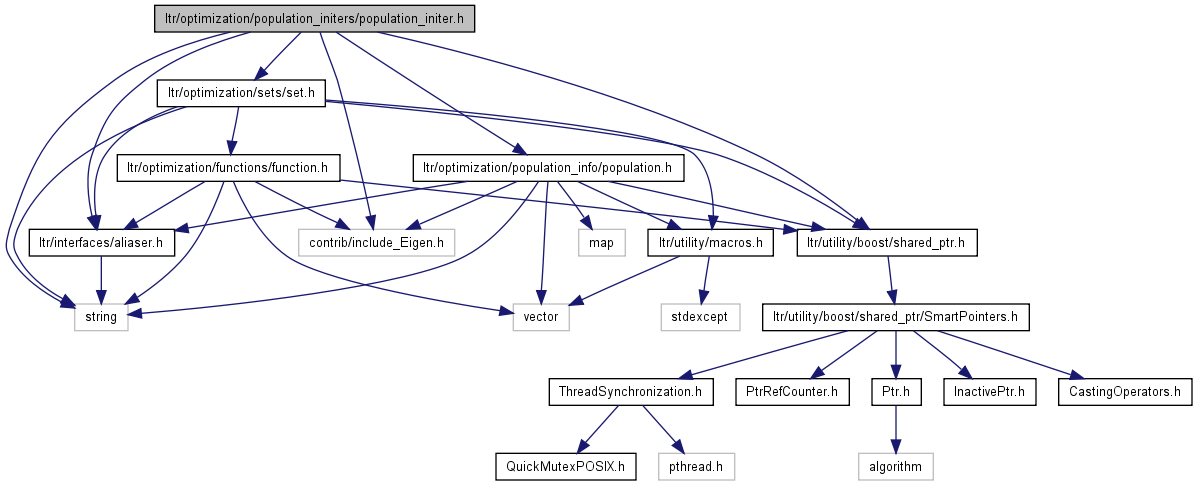 ltr/optimization/population_initers/population_initer.h
ltr/optimization/sets/set.h
ltr/optimization/functions/function.h
ltr/optimization/population_info/population.h
ltr/interfaces/aliaser.h
contrib/include_Eigen.h
map
ltr/utility/macros.h
ltr/utility/boost/shared_ptr.h
string
vector
stdexcept
ltr/utility/boost/shared_ptr/SmartPointers.h
ThreadSynchronization.h
PtrRefCounter.h
Ptr.h
InactivePtr.h
CastingOperators.h
QuickMutexPOSIX.h
pthread.h
algorithm